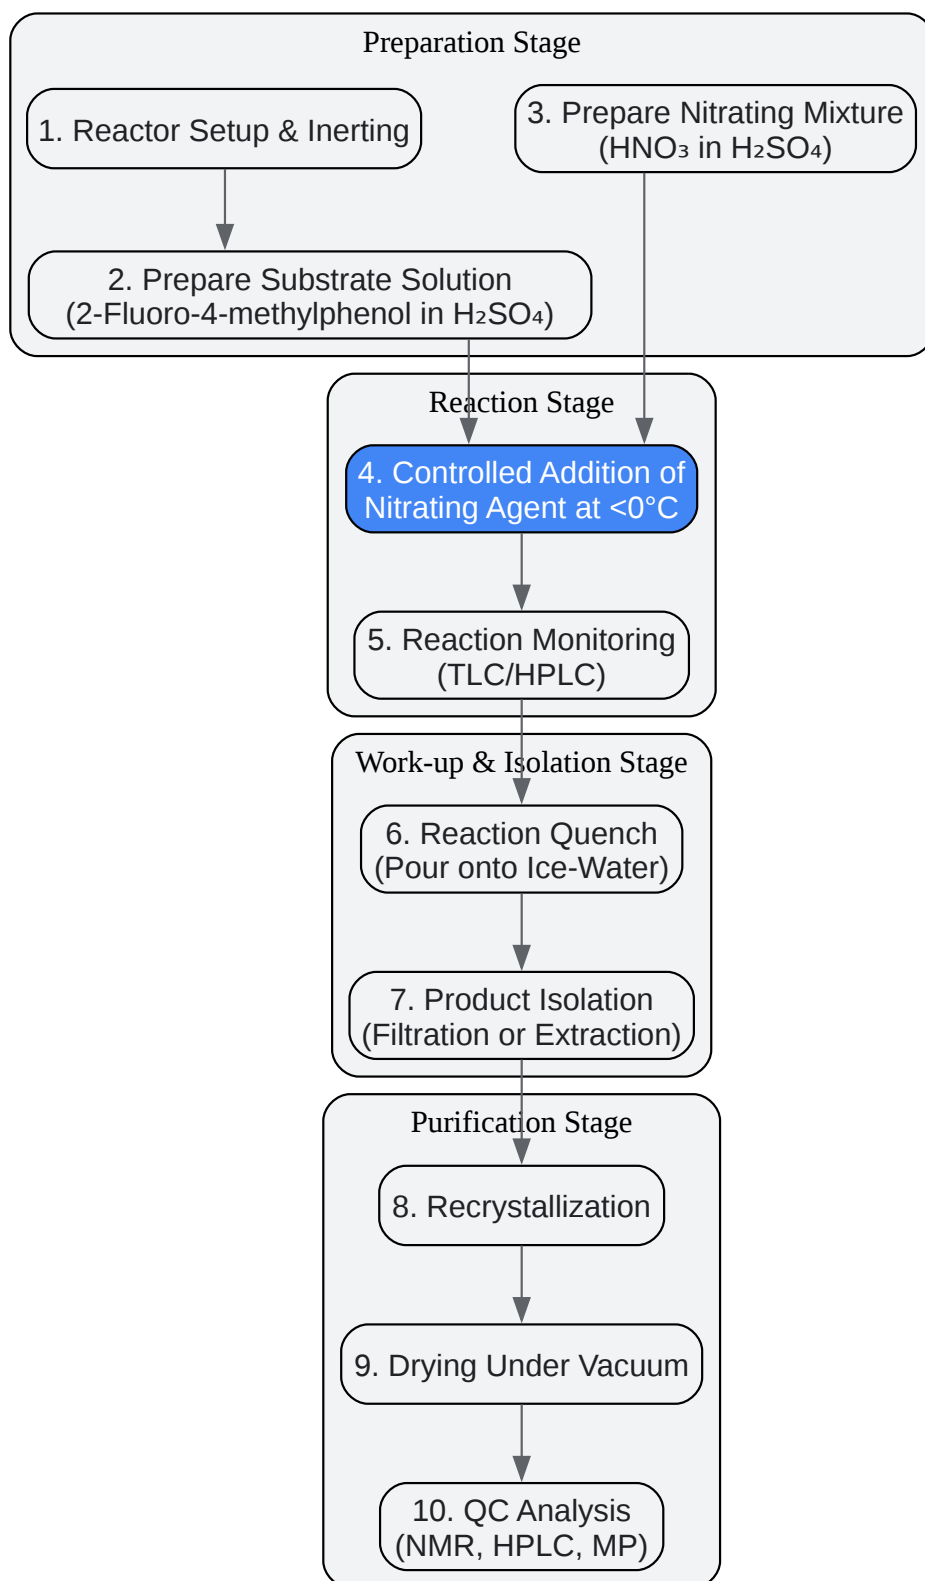 Preparation Stage
1. Reactor Setup & Inerting
3. Prepare Nitrating Mixture
(HNO₃ in H₂SO₄)
2. Prepare Substrate Solution
(2-Fluoro-4-methylphenol in H₂SO₄)
Reaction Stage
4. Controlled Addition of
Nitrating Agent at <0°C
5. Reaction Monitoring
(TLC/HPLC)
Work-up & Isolation Stage
6. Reaction Quench
(Pour onto Ice-Water)
7. Product Isolation
(Filtration or Extraction)
Purification Stage
8. Recrystallization
9. Drying Under Vacuum
10. QC Analysis
(NMR, HPLC, MP)